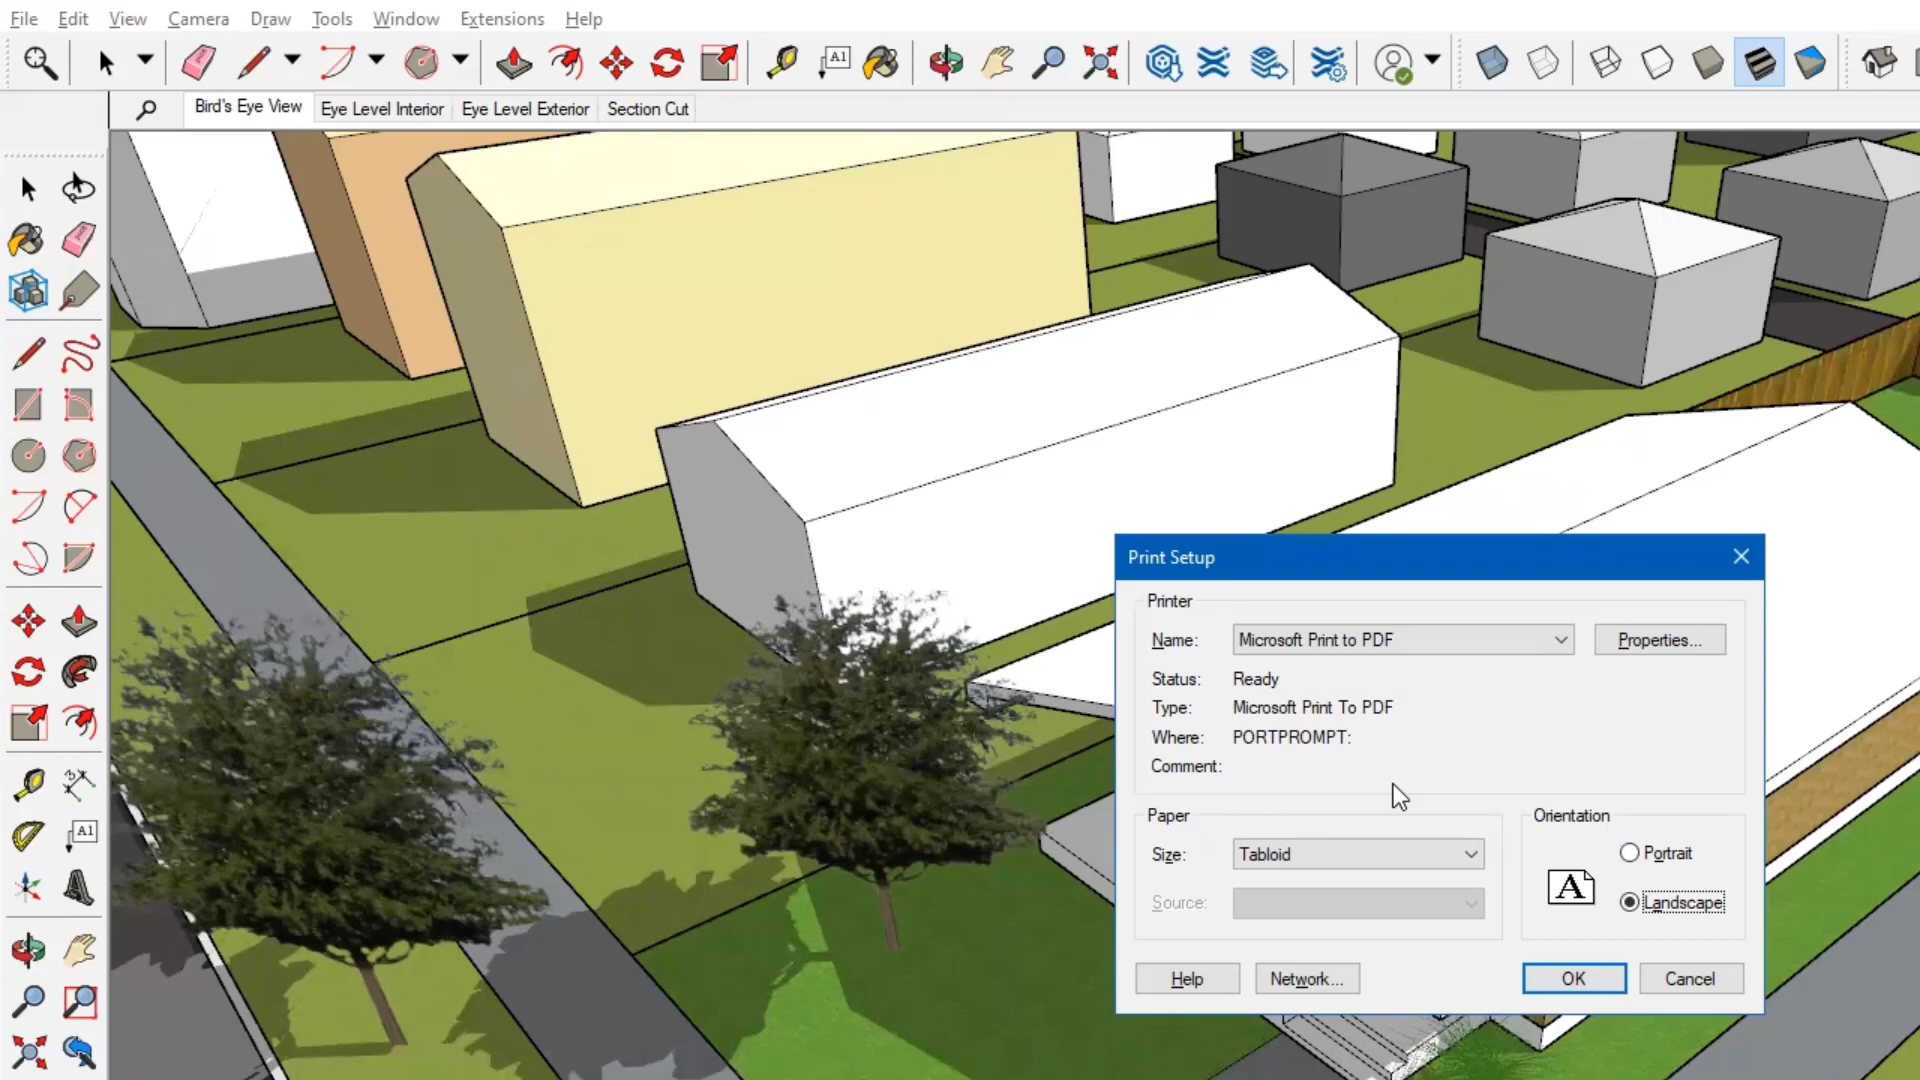 File Edit View Camera Draw Tools Window Extensions Help
A1
Bird's Eye View Eye Level Interior Eye Level Exterior Section Cut
Print Setup
Printer
Name: Microsoft Print to PDF Properties...
Status: Ready
Type: Microsoft Print To PDF
Where: PORTPROMPT:
Comment:
Paper Orientation
Size: Tabloid Portrait
A1
A
Source: Landscape
Help Network... OK Cancel